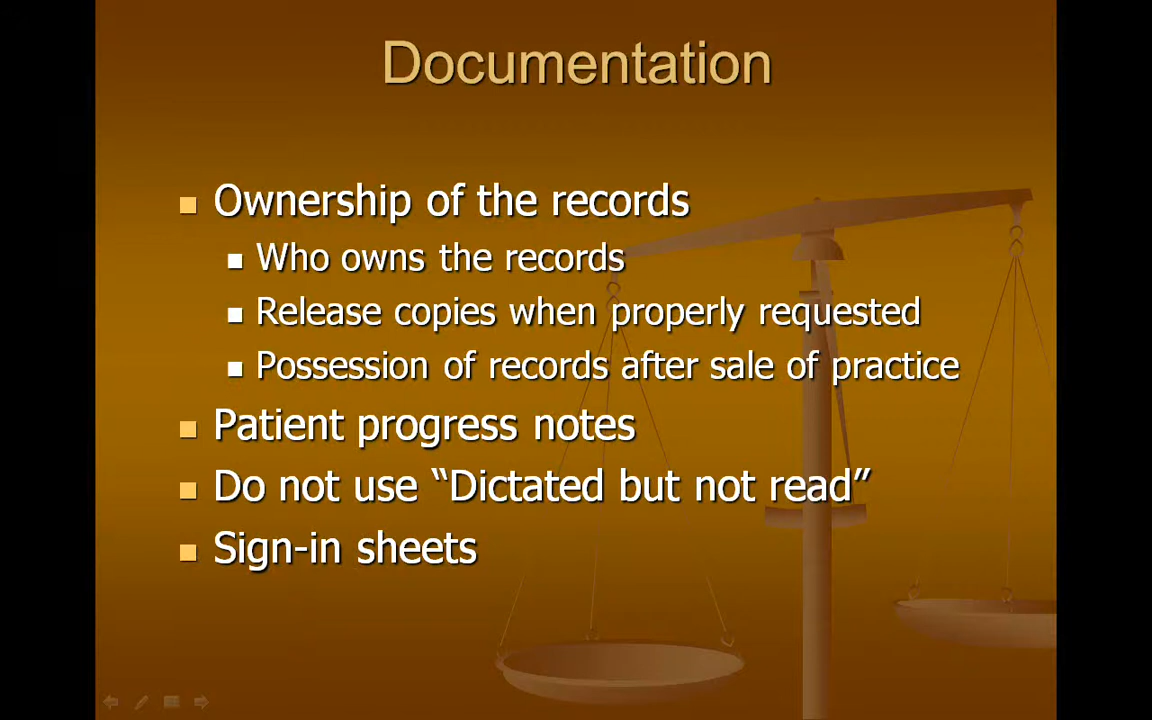 Documentation
Ownership of the records
Who owns the records
Release copies when properly requested
Possession of records after sale of practice
Patient progress notes
Do not use “Dictated but not read”
Sign-in sheets